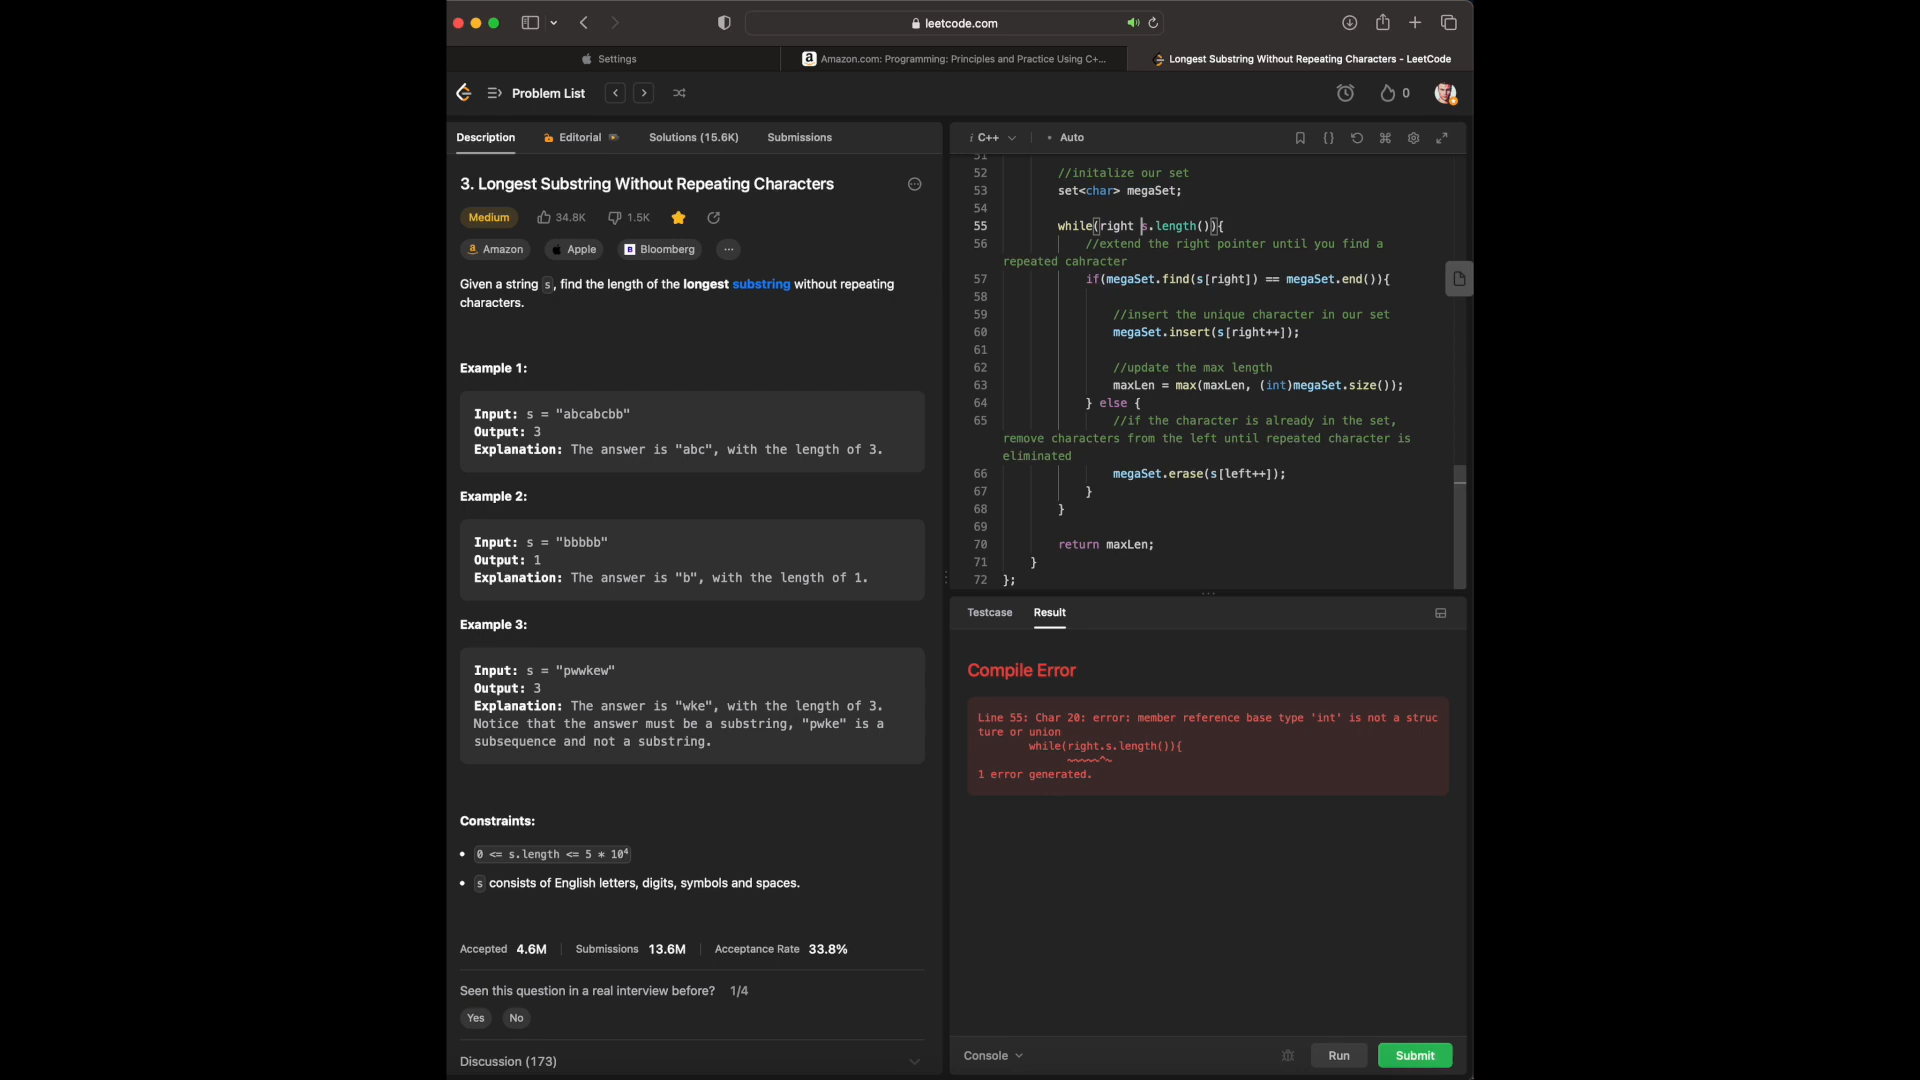 leetcode.com
Settings
Amazon.com: Programming: Principles and Practice Using C+...
Longest Substring Without Repeating Characters - LeetCode
Problem List
0
Description
Editorial
Solutions (15.6K)
Submissions
3. Longest Substring Without Repeating Characters
Medium
34.8K
1.5K
Amazon
Apple
Bloomberg
Given a string s, find the length of the longest substring without repeating
characters.
Example 1:
Input: s = "abcabcbb"
Output: 3
Explanation: The answer is "abc", with the length of 3.
Example 2:
Input: s = "bbbbb"
Output: 1
Explanation: The answer is "b", with the length of 1.
Example 3:
Input: s = "pwwkew"
Output: 3
Explanation: The answer is "wke", with the length of 3.
Notice that the answer must be a substring, "pwke" is a
subsequence and not a substring.
Constraints:
0 <= s.length <= 5 * 10⁴
s consists of English letters, digits, symbols and spaces.
Accepted 4.6M
Submissions 13.6M
Acceptance Rate 33.8%
Seen this question in a real interview before? 1/4
Yes
No
Discussion (173)
i C++
Auto
51
52 //initalize our set
53 set<char> megaSet;
54
55 while(right s.length()){
56 //extend the right pointer until you find a
repeated cahracter
57 if(megaSet.find(s[right]) == megaSet.end()){
58
59 //insert the unique character in our set
60 megaSet.insert(s[right++]);
61
62 //update the max length
63 maxLen = max(maxLen, (int)megaSet.size());
64 } else {
65 //if the character is already in the set,
remove characters from the left until repeated character is
eliminated
66 megaSet.erase(s[left++]);
67 }
68 }
69
70 return maxLen;
71 }
72 };
Testcase
Result
Compile Error
Line 55: Char 20: error: member reference base type 'int' is not a struc
ture or union
while(right.s.length()){
~~~~~^~
1 error generated.
Console
Run
Submit